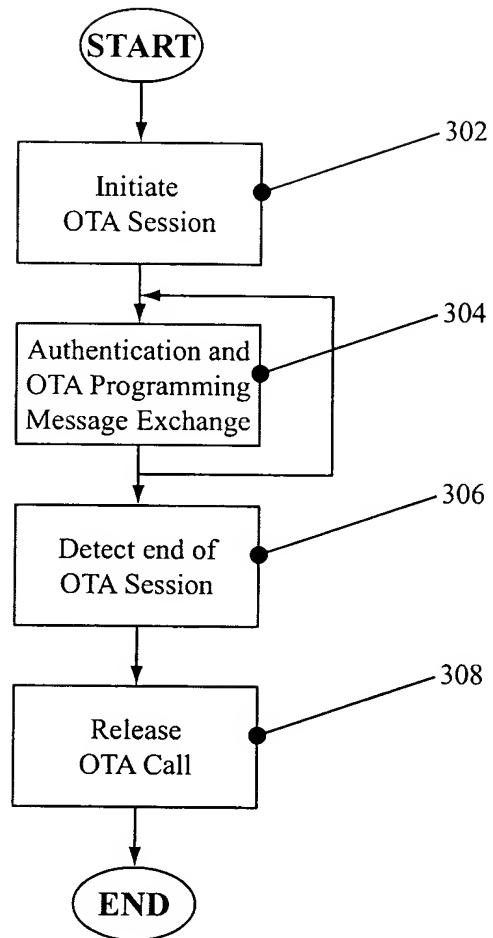 START
302
Initiate
OTA Session
304
Authentication and
OTA Programming
Message Exchange
306
Detect end of
OTA Session
308
Release
OTA Call
END